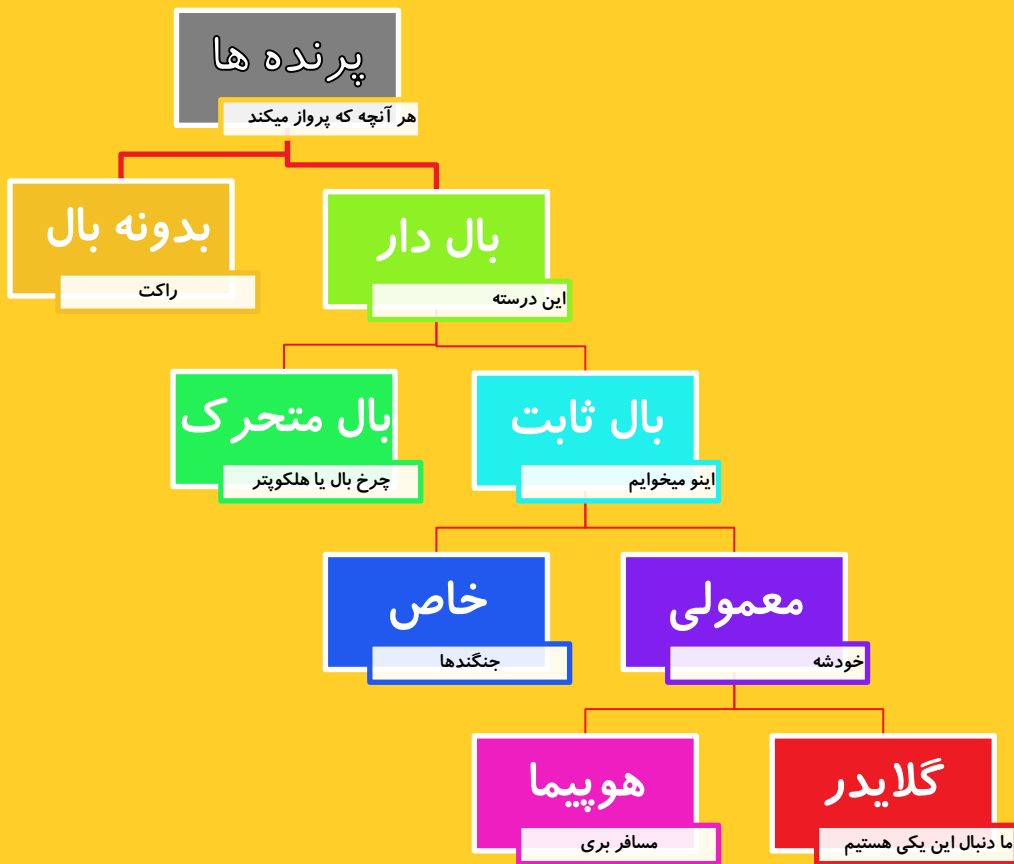 پرنده ها
هر آنچه که پرواز میکند
بال دار
این درسته
بدونه بال
راکت
بال ثابت
اینو میخوایم
بال متحرک
چرخ بال یا هلکوپتر
معمولی
خودشه
خاص
جنگندها
گلایدر
ما دنبال این یکی هستیم
هوپیما
مسافر بری